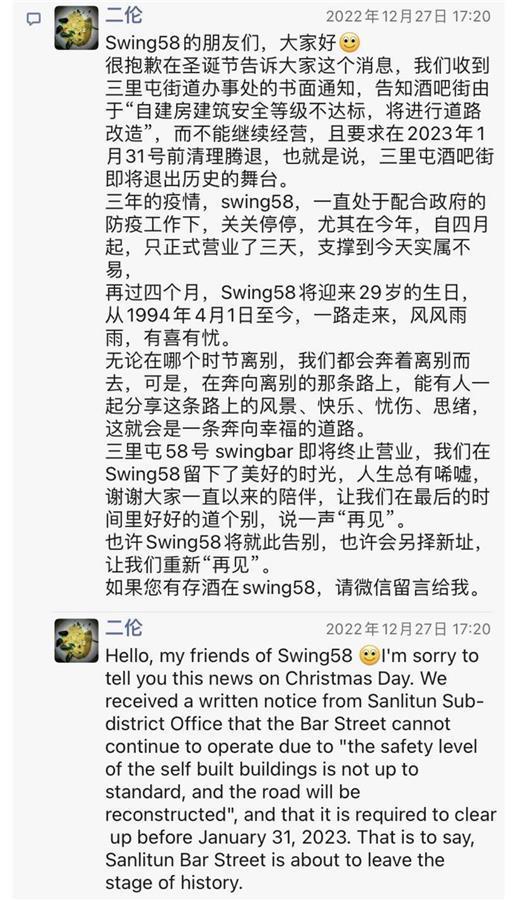 二伦
2022年12月27日 17:20
Swing58的朋友们，大家好🙂
很抱歉在圣诞节告诉大家这个消息，我们收到
三里屯街道办事处的书面通知，告知酒吧街由
于“自建房建筑安全等级不达标，将进行道路
改造”，而不能继续经营，且要求在2023年1
月31号前清理腾退，也就是说，三里屯酒吧街
即将退出历史的舞台。
三年的疫情，swing58，一直处于配合政府的
防疫工作下，关关停停，尤其在今年，自四月
起，只正式营业了三天，支撑到今天实属不
易，
再过四个月，Swing58将迎来29岁的生日，
从1994年4月1日至今，一路走来，风风雨
雨，有喜有忧。
无论在哪个时节离别，我们都会奔着离别而
去，可是，在奔向离别的那条路上，能有人一
起分享这条路上的风景、快乐、忧伤、思绪，
这就会是一条奔向幸福的道路。
三里屯58号 swingbar 即将终止营业，我们在
Swing58留下了美好的时光，人生总有唏嘘，
谢谢大家一直以来的陪伴，让我们在最后的时
间里好好的道个别，说一声“再见”。
也许Swing58将就此告别，也许会另择新址，
让我们重新“再见”。
如果您有存酒在swing58，请微信留言给我。
二伦
2022年12月27日 17:20
Hello, my friends of Swing58 🙂I'm sorry to
tell you this news on Christmas Day. We
received a written notice from Sanlitun Sub-
district Office that the Bar Street cannot
continue to operate due to "the safety level
of the self built buildings is not up to
standard, and the road will be
reconstructed", and that it is required to clear
up before January 31, 2023. That is to say,
Sanlitun Bar Street is about to leave the
stage of history.